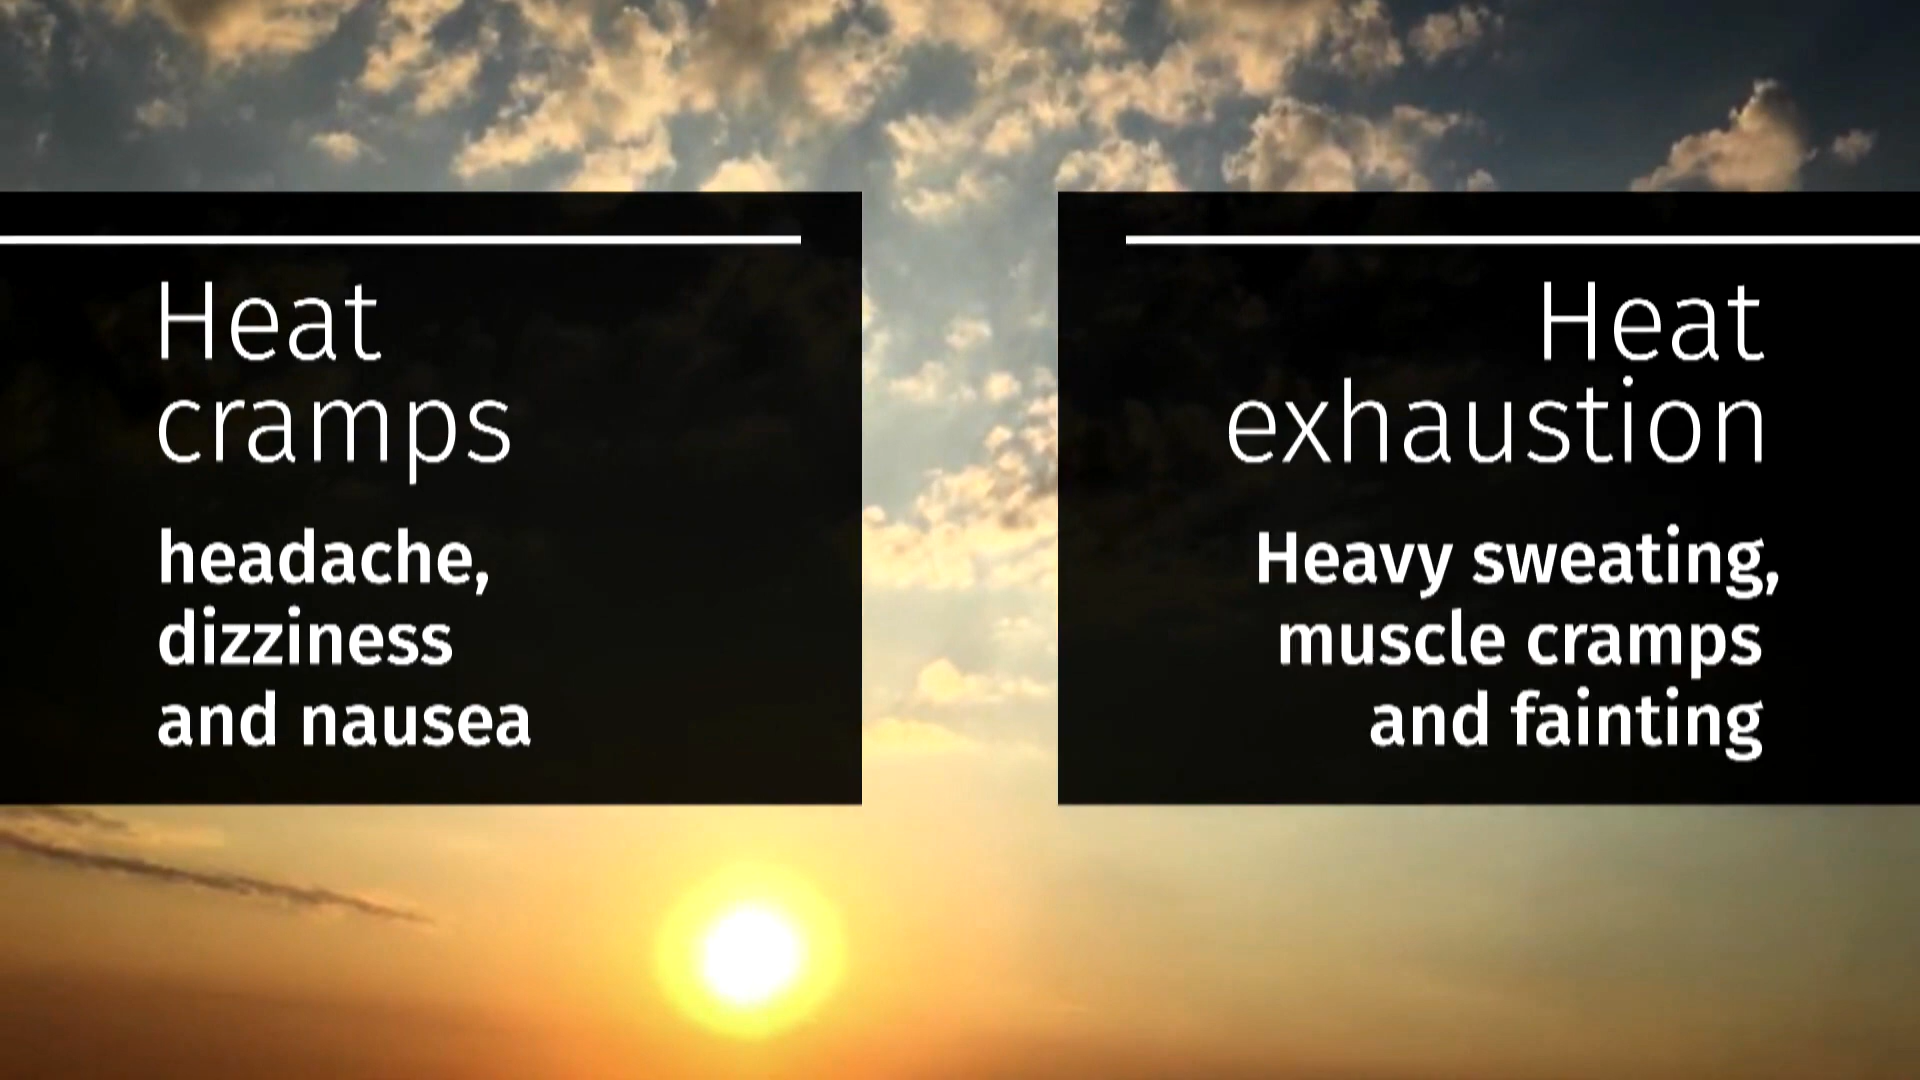 Heat
cramps
headache,
dizziness
and nausea
Heat
exhaustion
Heavy sweating,
muscle cramps
and fainting